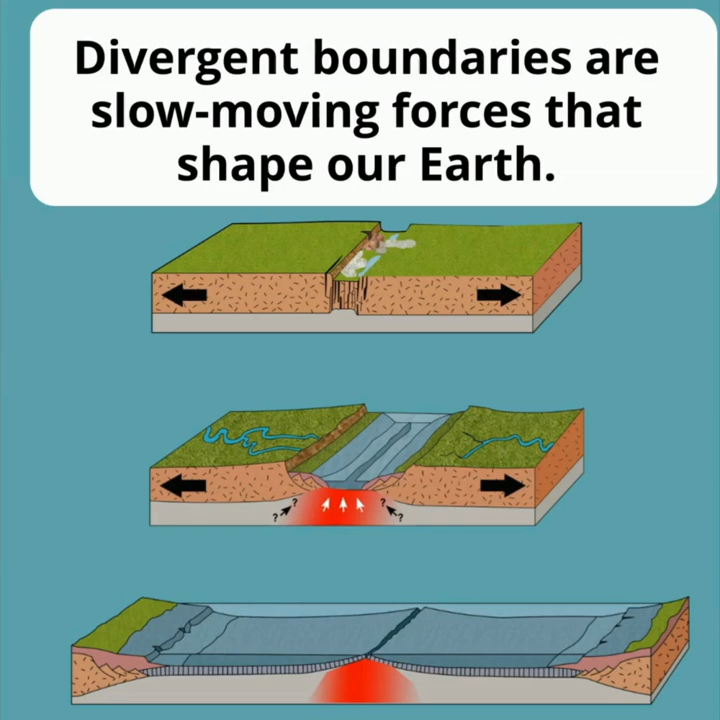 Divergent boundaries are
slow-moving forces that
shape our Earth.
? ? ? ?